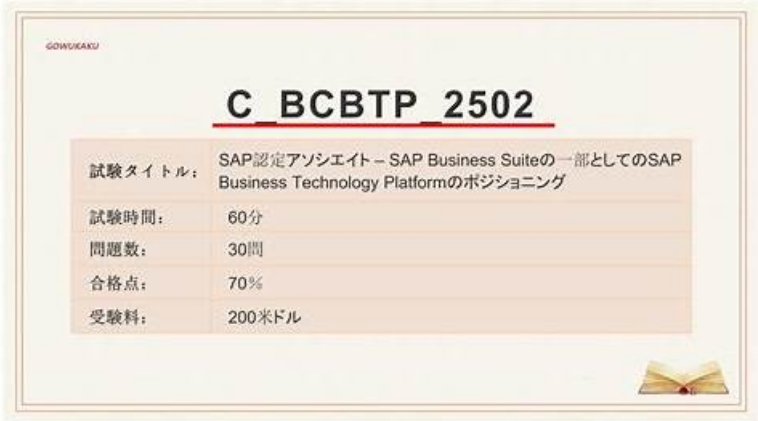 GOWUKAKU
C_BCBTP_2502
試験タイトル: SAP認定アソシエイト – SAP Business Suiteの一部としてのSAP
Business Technology Platformのポジショニング
試験時間: 60分
問題数: 30問
合格点: 70%
受験料: 200米ドル